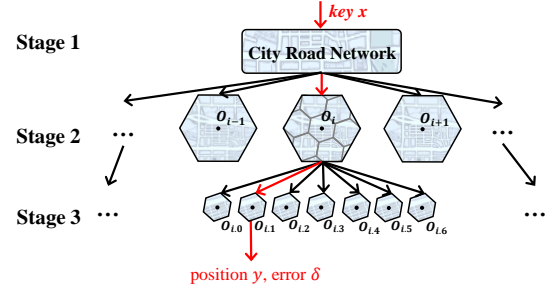 key x
Stage 1
City Road Network
Stage 2
...
O_{i-1}
O_i
O_{i+1}
...
Stage 3
...
O_{i.0}
O_{i.1}
O_{i.2}
O_{i.3}
O_{i.4}
O_{i.5}
O_{i.6}
...
position y, error δ